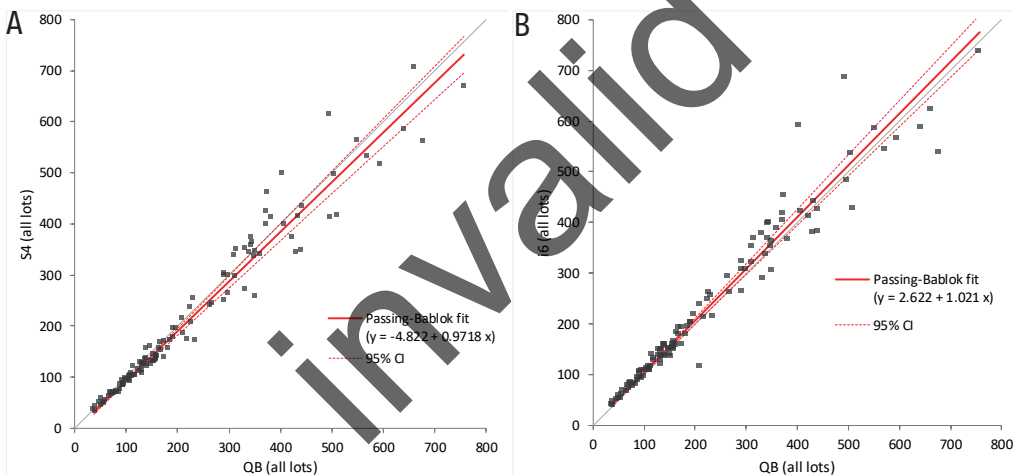 A
800
700
600
500
400
300
200
100
0
S4 (all lots)
0 100 200 300 400 500 600 700 800
QB (all lots)
Passing-Bablok fit
(y = -4.822 + 0.9718 x)
95% CI
B
800
700
600
500
400
300
200
100
0
i6 (all lots)
0 100 200 300 400 500 600 700 800
QB (all lots)
Passing-Bablok fit
(y = 2.622 + 1.021 x)
95% CI
invalid